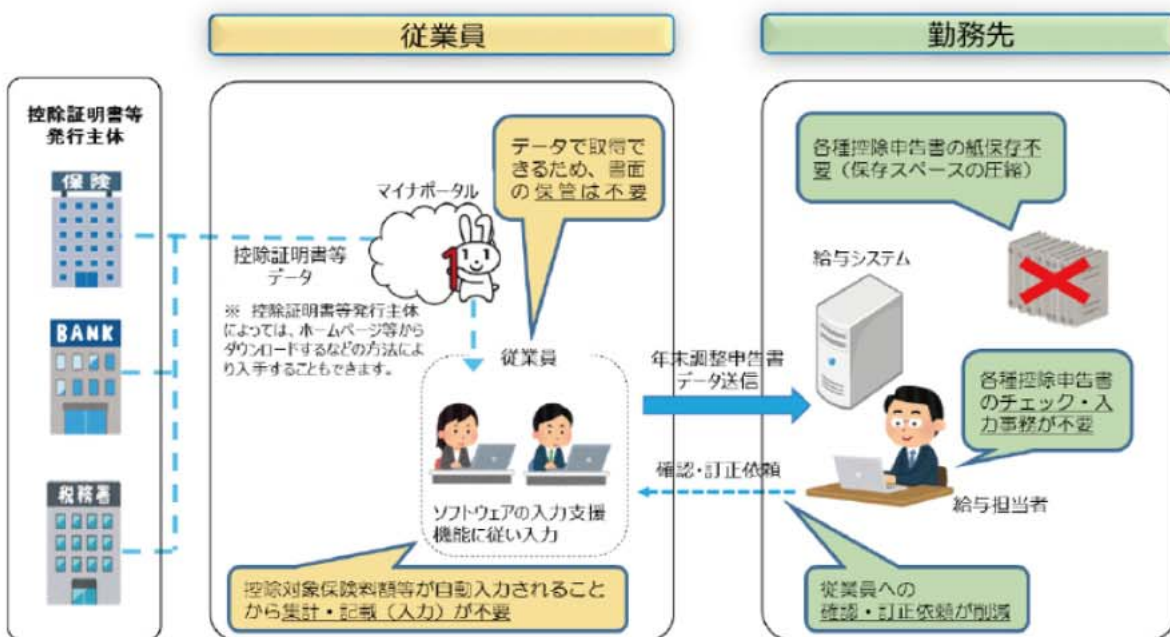 従業員
勤務先
控除証明書等
発行主体
保険
BANK
税務署
控除証明書等
データ
※ 控除証明書等発行主体
によっては、ホームページ等から
ダウンロードするなどの方法によ
り入手することもできます。
マイナポータル
1
データで取得で
きるため、書面
の保管は不要
従業員
ソフトウェアの入力支援
機能に従い入力
控除対象保険料額等が自動入力されること
から集計・記載（入力）が不要
年末調整申告書
データ送信
確認・訂正依頼
各種控除申告書の紙保存不
要（保存スペースの圧縮）
給与システム
各種控除申告書
のチェック・入
力事務が不要
給与担当者
従業員への
確認・訂正依頼が削減